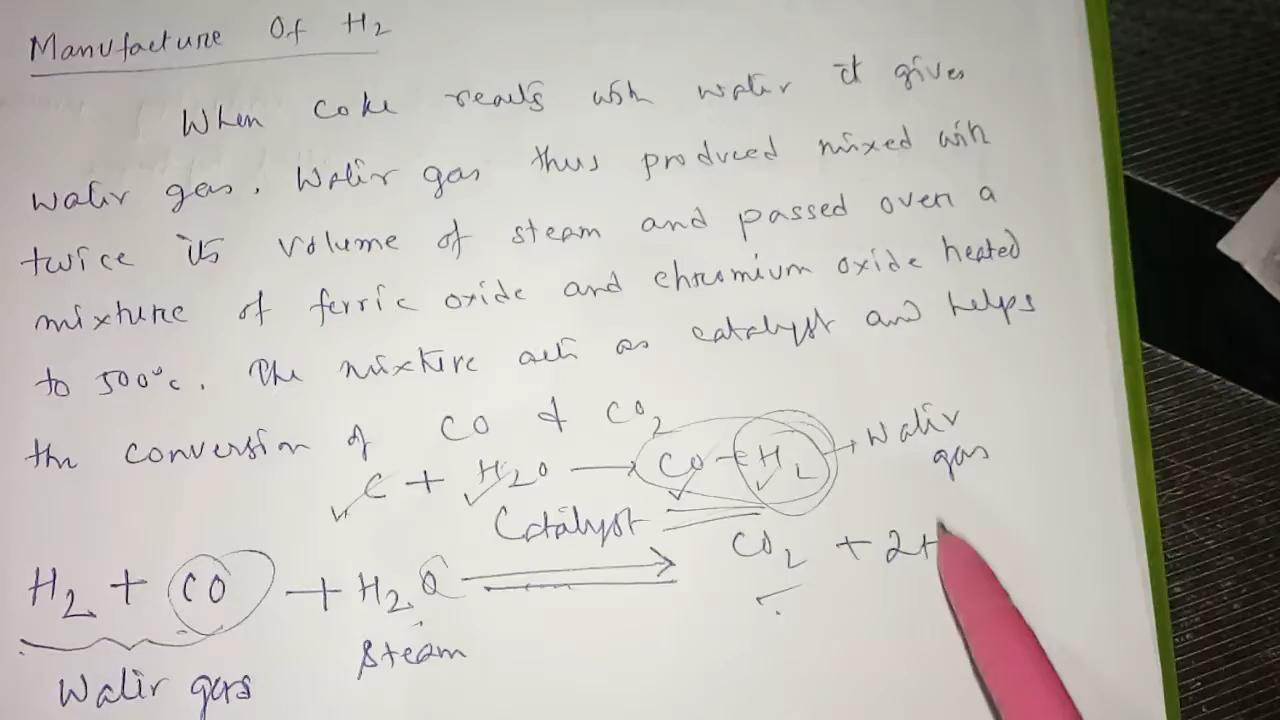 Manufacture Of H2
When coke reacts with water it gives
water gas. Water gas thus produced mixed with
twice its volume of steam and passed over a
mixture of ferric oxide and chromium oxide heated
to 500°c. The mixture acts as catalyst and helps
the conversion of CO & CO2
C + H2O → CO + H2 → Water gas
Catalyst
H2 + CO + H2O ⇌ CO2 + 2H
Water gas steam